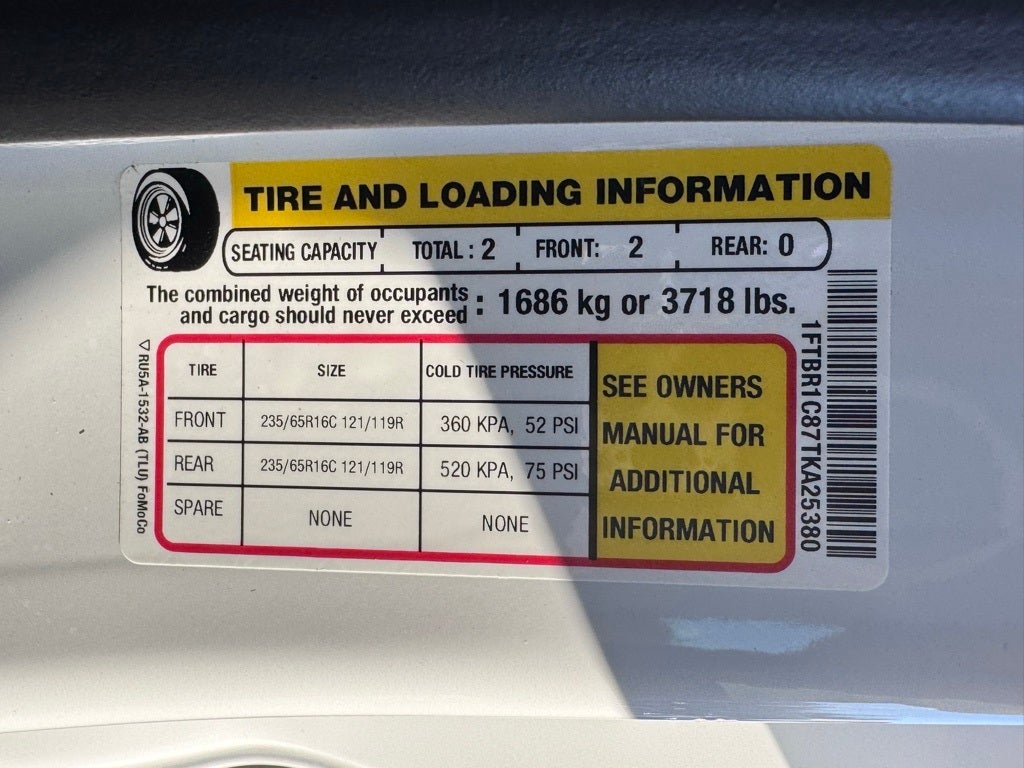 TIRE AND LOADING INFORMATION
SEATING CAPACITY TOTAL : 2 FRONT: 2 REAR: 0
The combined weight of occupants
and cargo should never exceed : 1686 kg or 3718 lbs.
TIRE SIZE COLD TIRE PRESSURE
FRONT 235/65R16C 121/119R 360 KPA, 52 PSI
REAR 235/65R16C 121/119R 520 KPA, 75 PSI
SPARE NONE NONE
SEE OWNERS
MANUAL FOR
ADDITIONAL
INFORMATION
RU5A-1532-AB (TLU) FoMoCo
1FTBR1C87TKA25380